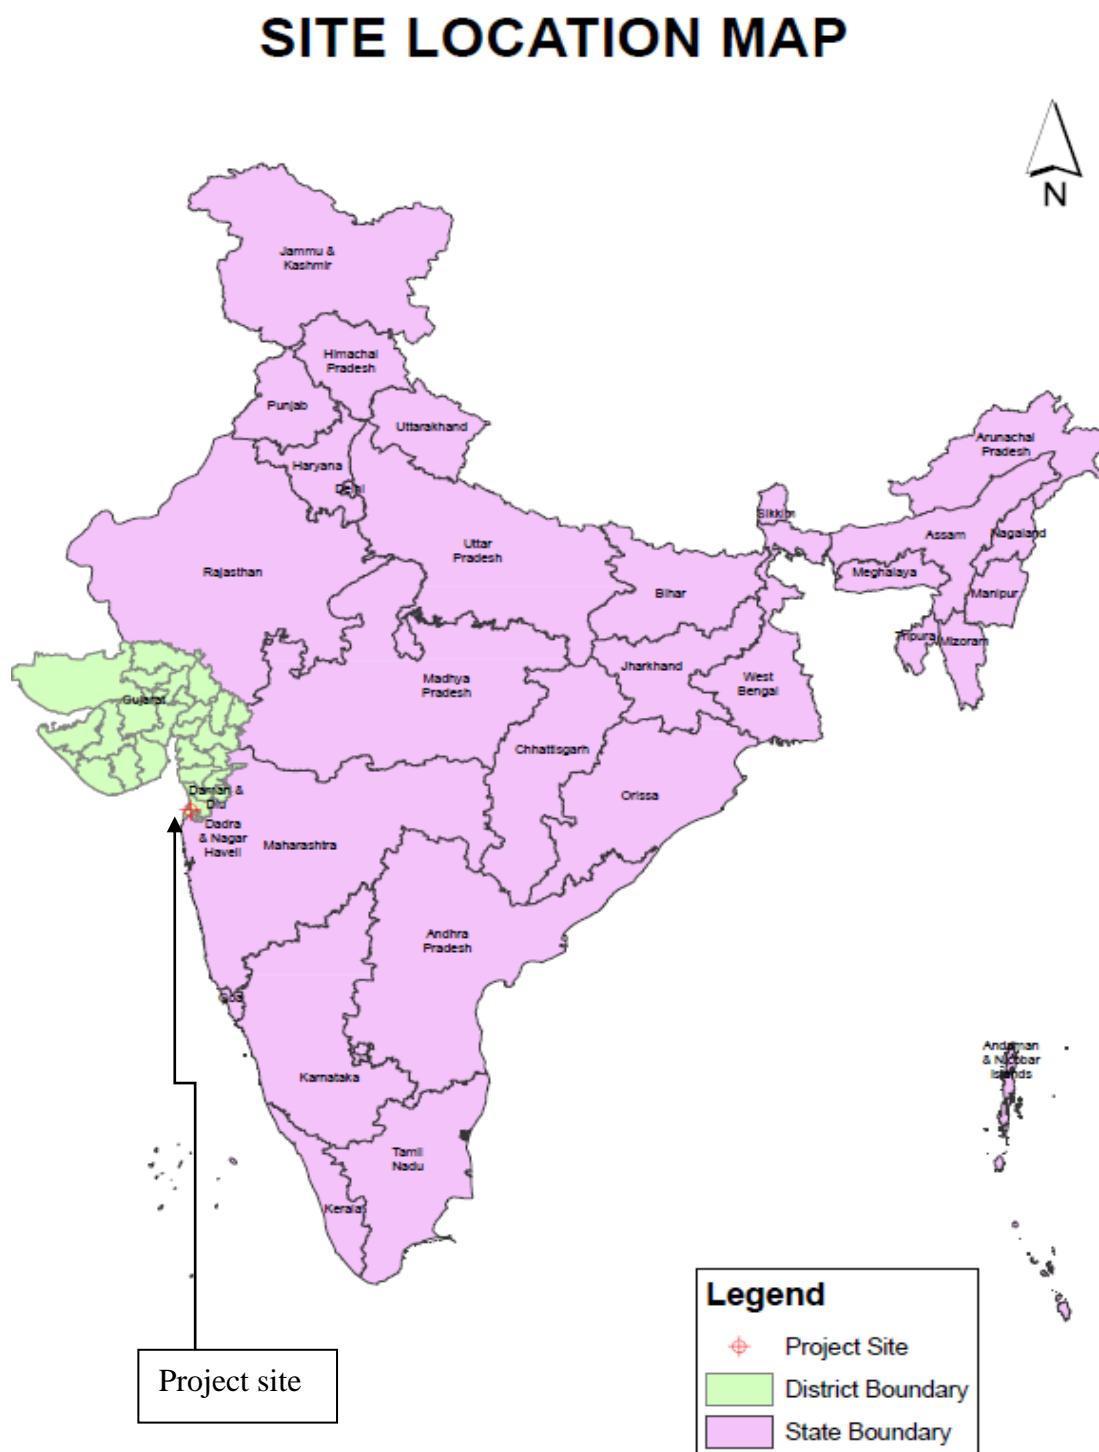 SITE LOCATION MAP
N
Jammu &
Kashmir
Himachal
Pradesh
Punjab
Uttarakhand
Haryana
Delhi
Arunachal
Pradesh
Sikkim
Assam
Nagaland
Uttar
Pradesh
Rajasthan
Meghalaya
Bihar
Manipur
Tripura
Mizoram
Jharkhand
West
Bengal
Madhya
Pradesh
Gujarat
Chhattisgarh
Orissa
Daman &
Diu
Dadra
& Nagar
Haveli
Maharashtra
Andhra
Pradesh
Goa
Andaman
& Nicobar
Islands
Karnataka
Tamil
Nadu
Kerala
Legend
Project Site
District Boundary
State Boundary
Project site